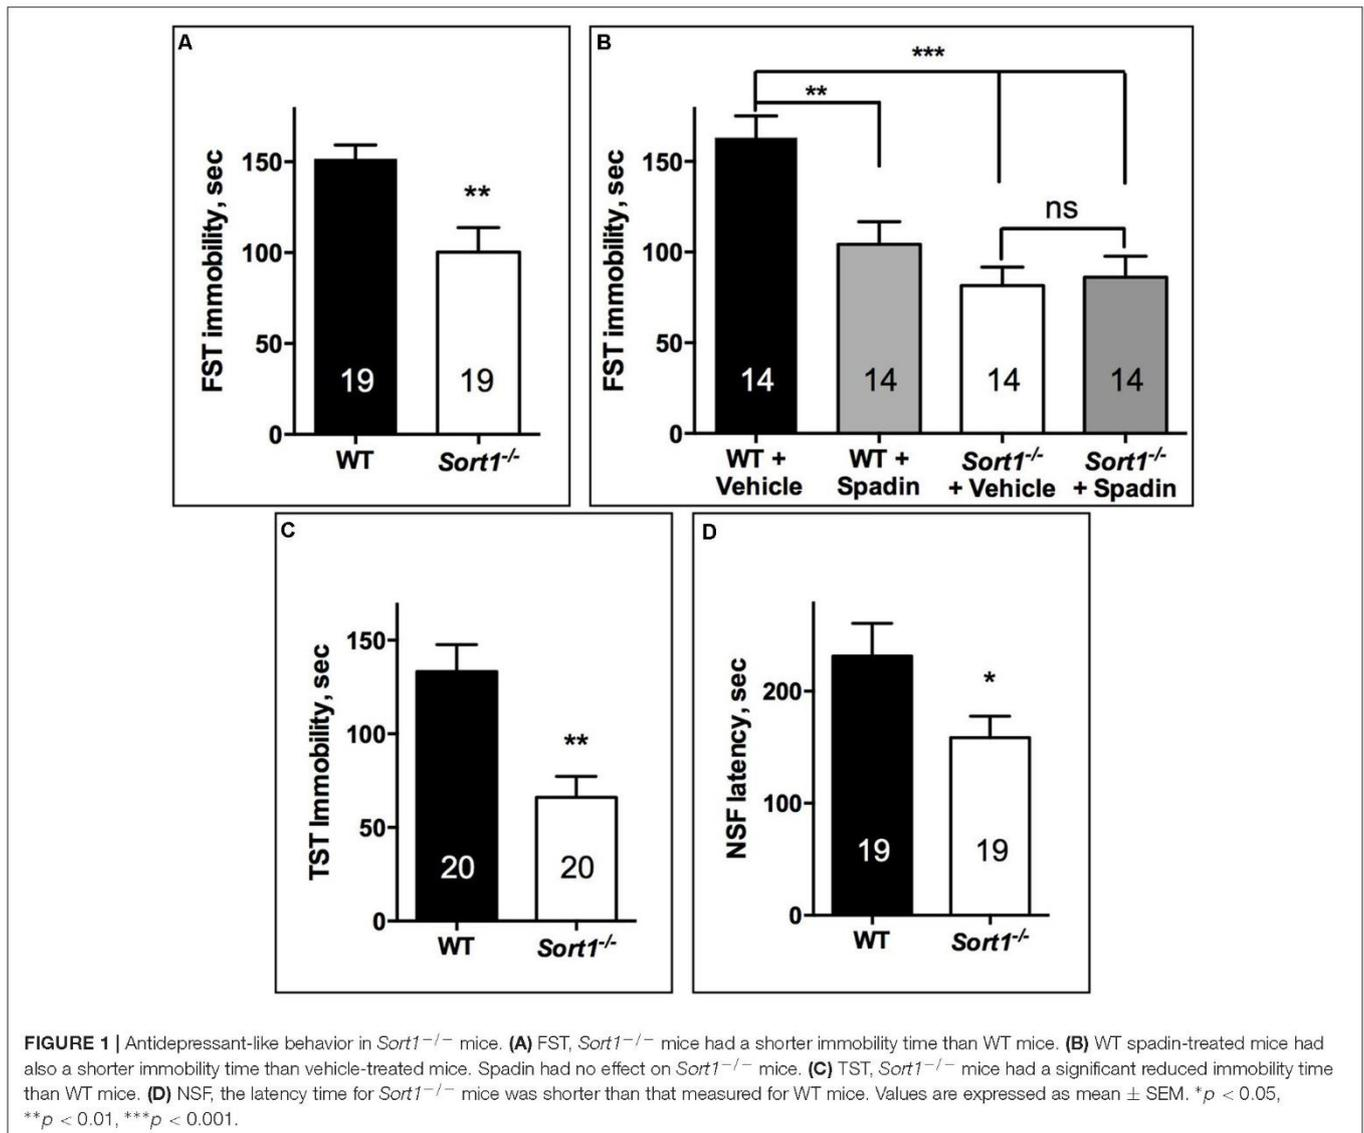 A
FST immobility, sec
150
100
50
0
**
19
19
WT
Sort1-/-
B
FST immobility, sec
150
100
50
0
***
**
ns
14
14
14
14
WT + Vehicle
WT + Spadin
Sort1-/- + Vehicle
Sort1-/- + Spadin
C
TST Immobility, sec
150
100
50
0
**
20
20
WT
Sort1-/-
D
NSF latency, sec
200
100
0
*
19
19
WT
Sort1-/-
FIGURE 1 | Antidepressant-like behavior in Sort1−/− mice. (A) FST, Sort1−/− mice had a shorter immobility time than WT mice. (B) WT spadin-treated mice had
also a shorter immobility time than vehicle-treated mice. Spadin had no effect on Sort1−/− mice. (C) TST, Sort1−/− mice had a significant reduced immobility time
than WT mice. (D) NSF, the latency time for Sort1−/− mice was shorter than that measured for WT mice. Values are expressed as mean ± SEM. *p < 0.05,
**p < 0.01, ***p < 0.001.